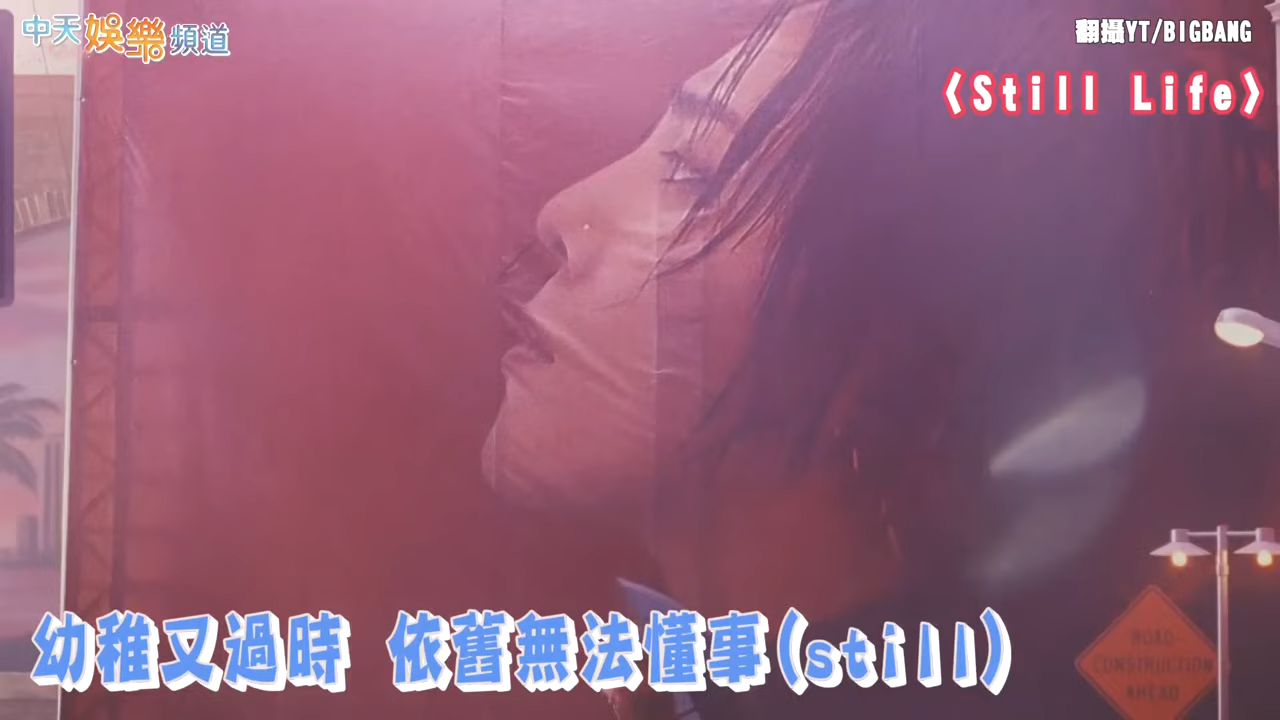 中天娛樂頻道
翻攝YT/BIGBANG
《Still Life》
幼稚又過時 依舊無法懂事(still)
ROAD
CONSTRUCTION
AHEAD